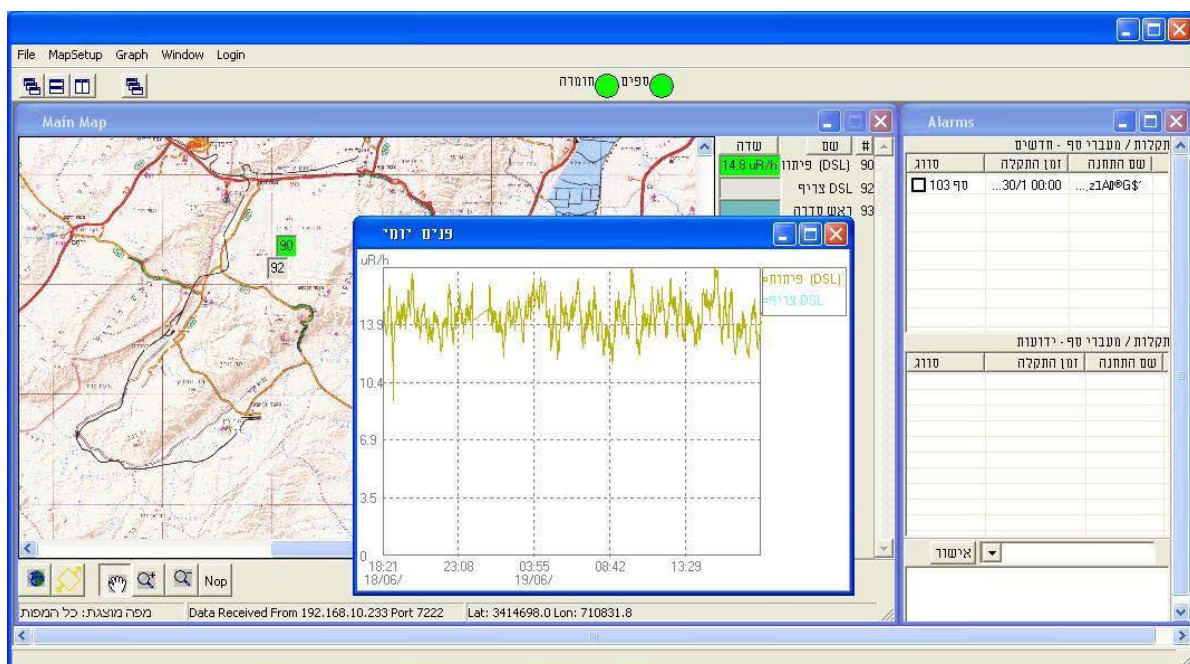 File MapSetup Graph Window Login
חומרה ספים
Main Map
שדה שם #
14.8 uR/h פיתוח (DSL) 90
צריף DSL 92
ראש סדרה 93
90
92
פנים יומי
uR/h
פיתוח (DSL)
צריף DSL
13.9
10.4
6.9
3.5
0
18:21 23:08 03:55 08:42 13:29
18/06/ 19/06/
Nop
מפה מוצגת: כל המפות Data Received From 192.168.10.233 Port 7222 Lat: 3414698.0 Lon: 710831.8
Alarms
תקלות / מעברי סף - חדשים
שם התחנה זמן התקלה סווג
30/1 00:00... סף 103
תקלות / מעברי סף - ידועות
שם התחנה זמן התקלה סווג
אישור